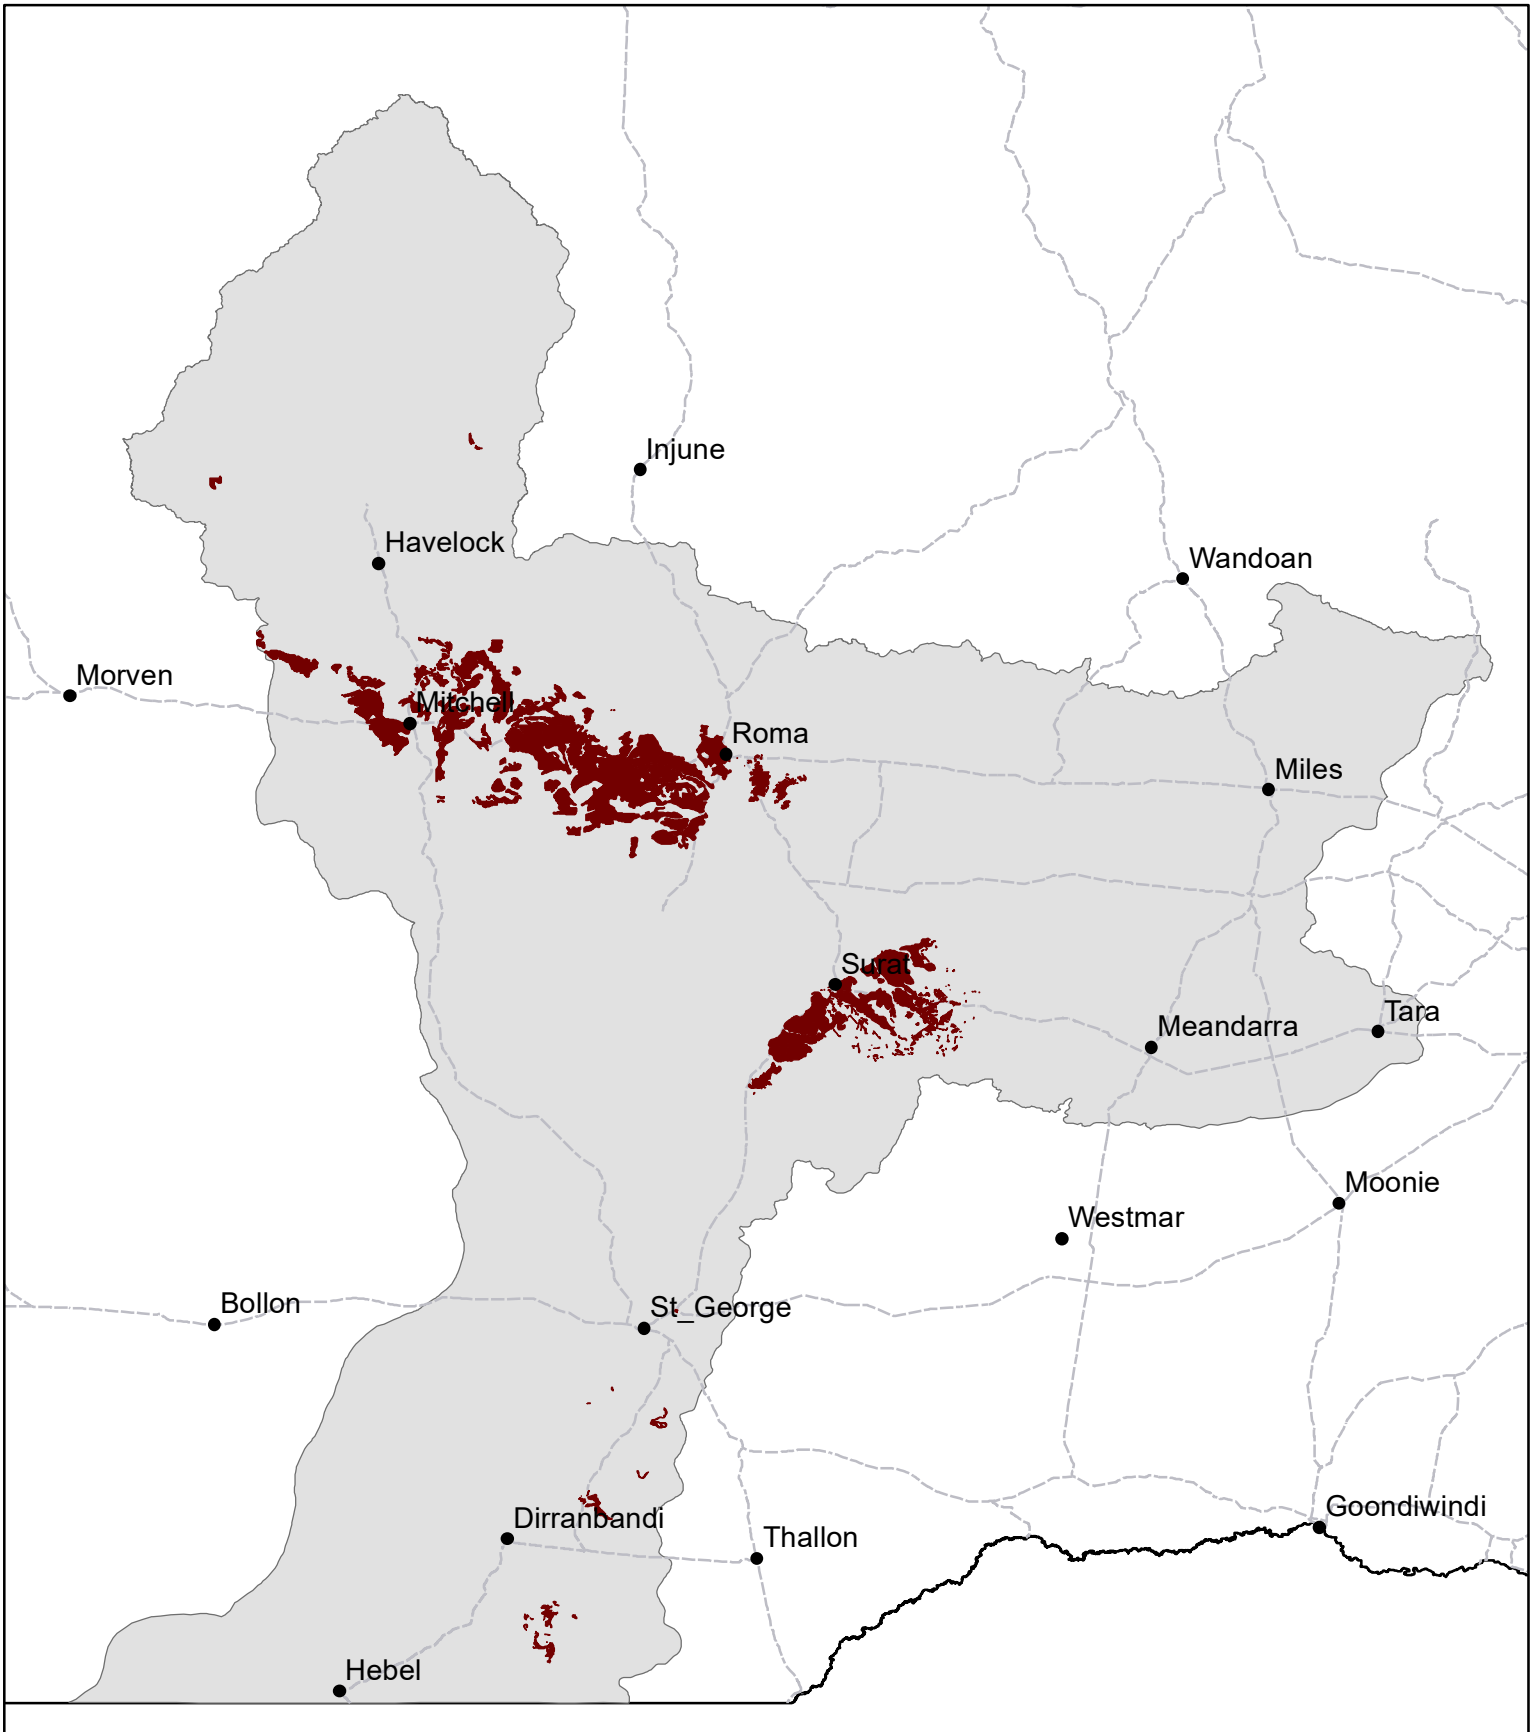 Injune
Havelock
Wandoan
Morven
Mitchell
Roma
Miles
Surat
Tara
Meandarra
Moonie
Westmar
Bollon
St_George
Goondiwindi
Dirranbandi
Thallon
Hebel